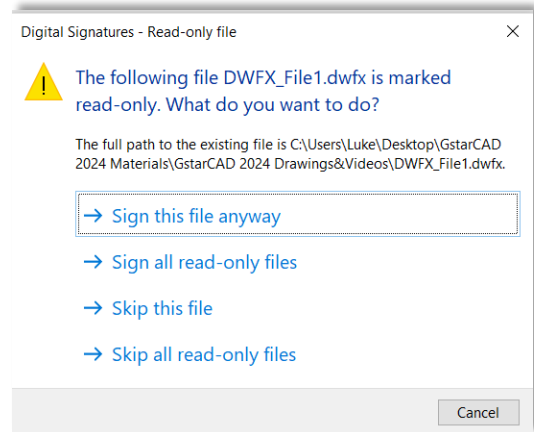 Digital Signatures - Read-only file
The following file DWFX_File1.dwfx is marked
read-only. What do you want to do?
The full path to the existing file is C:\Users\Luke\Desktop\GstarCAD
2024 Materials\GstarCAD 2024 Drawings&Videos\DWFX_File1.dwfx.
Sign this file anyway
Sign all read-only files
Skip this file
Skip all read-only files
Cancel